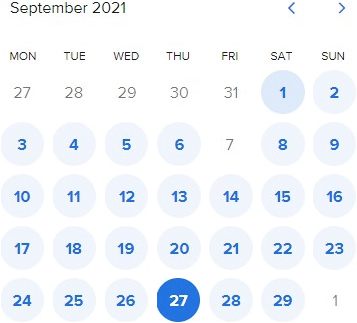 September 2021
MON TUE WED THU FRI SAT SUN
27 28 29 30 31 1 2
3 4 5 6 7 8 9
10 11 12 13 14 15 16
17 18 19 20 21 22 23
24 25 26 27 28 29 1